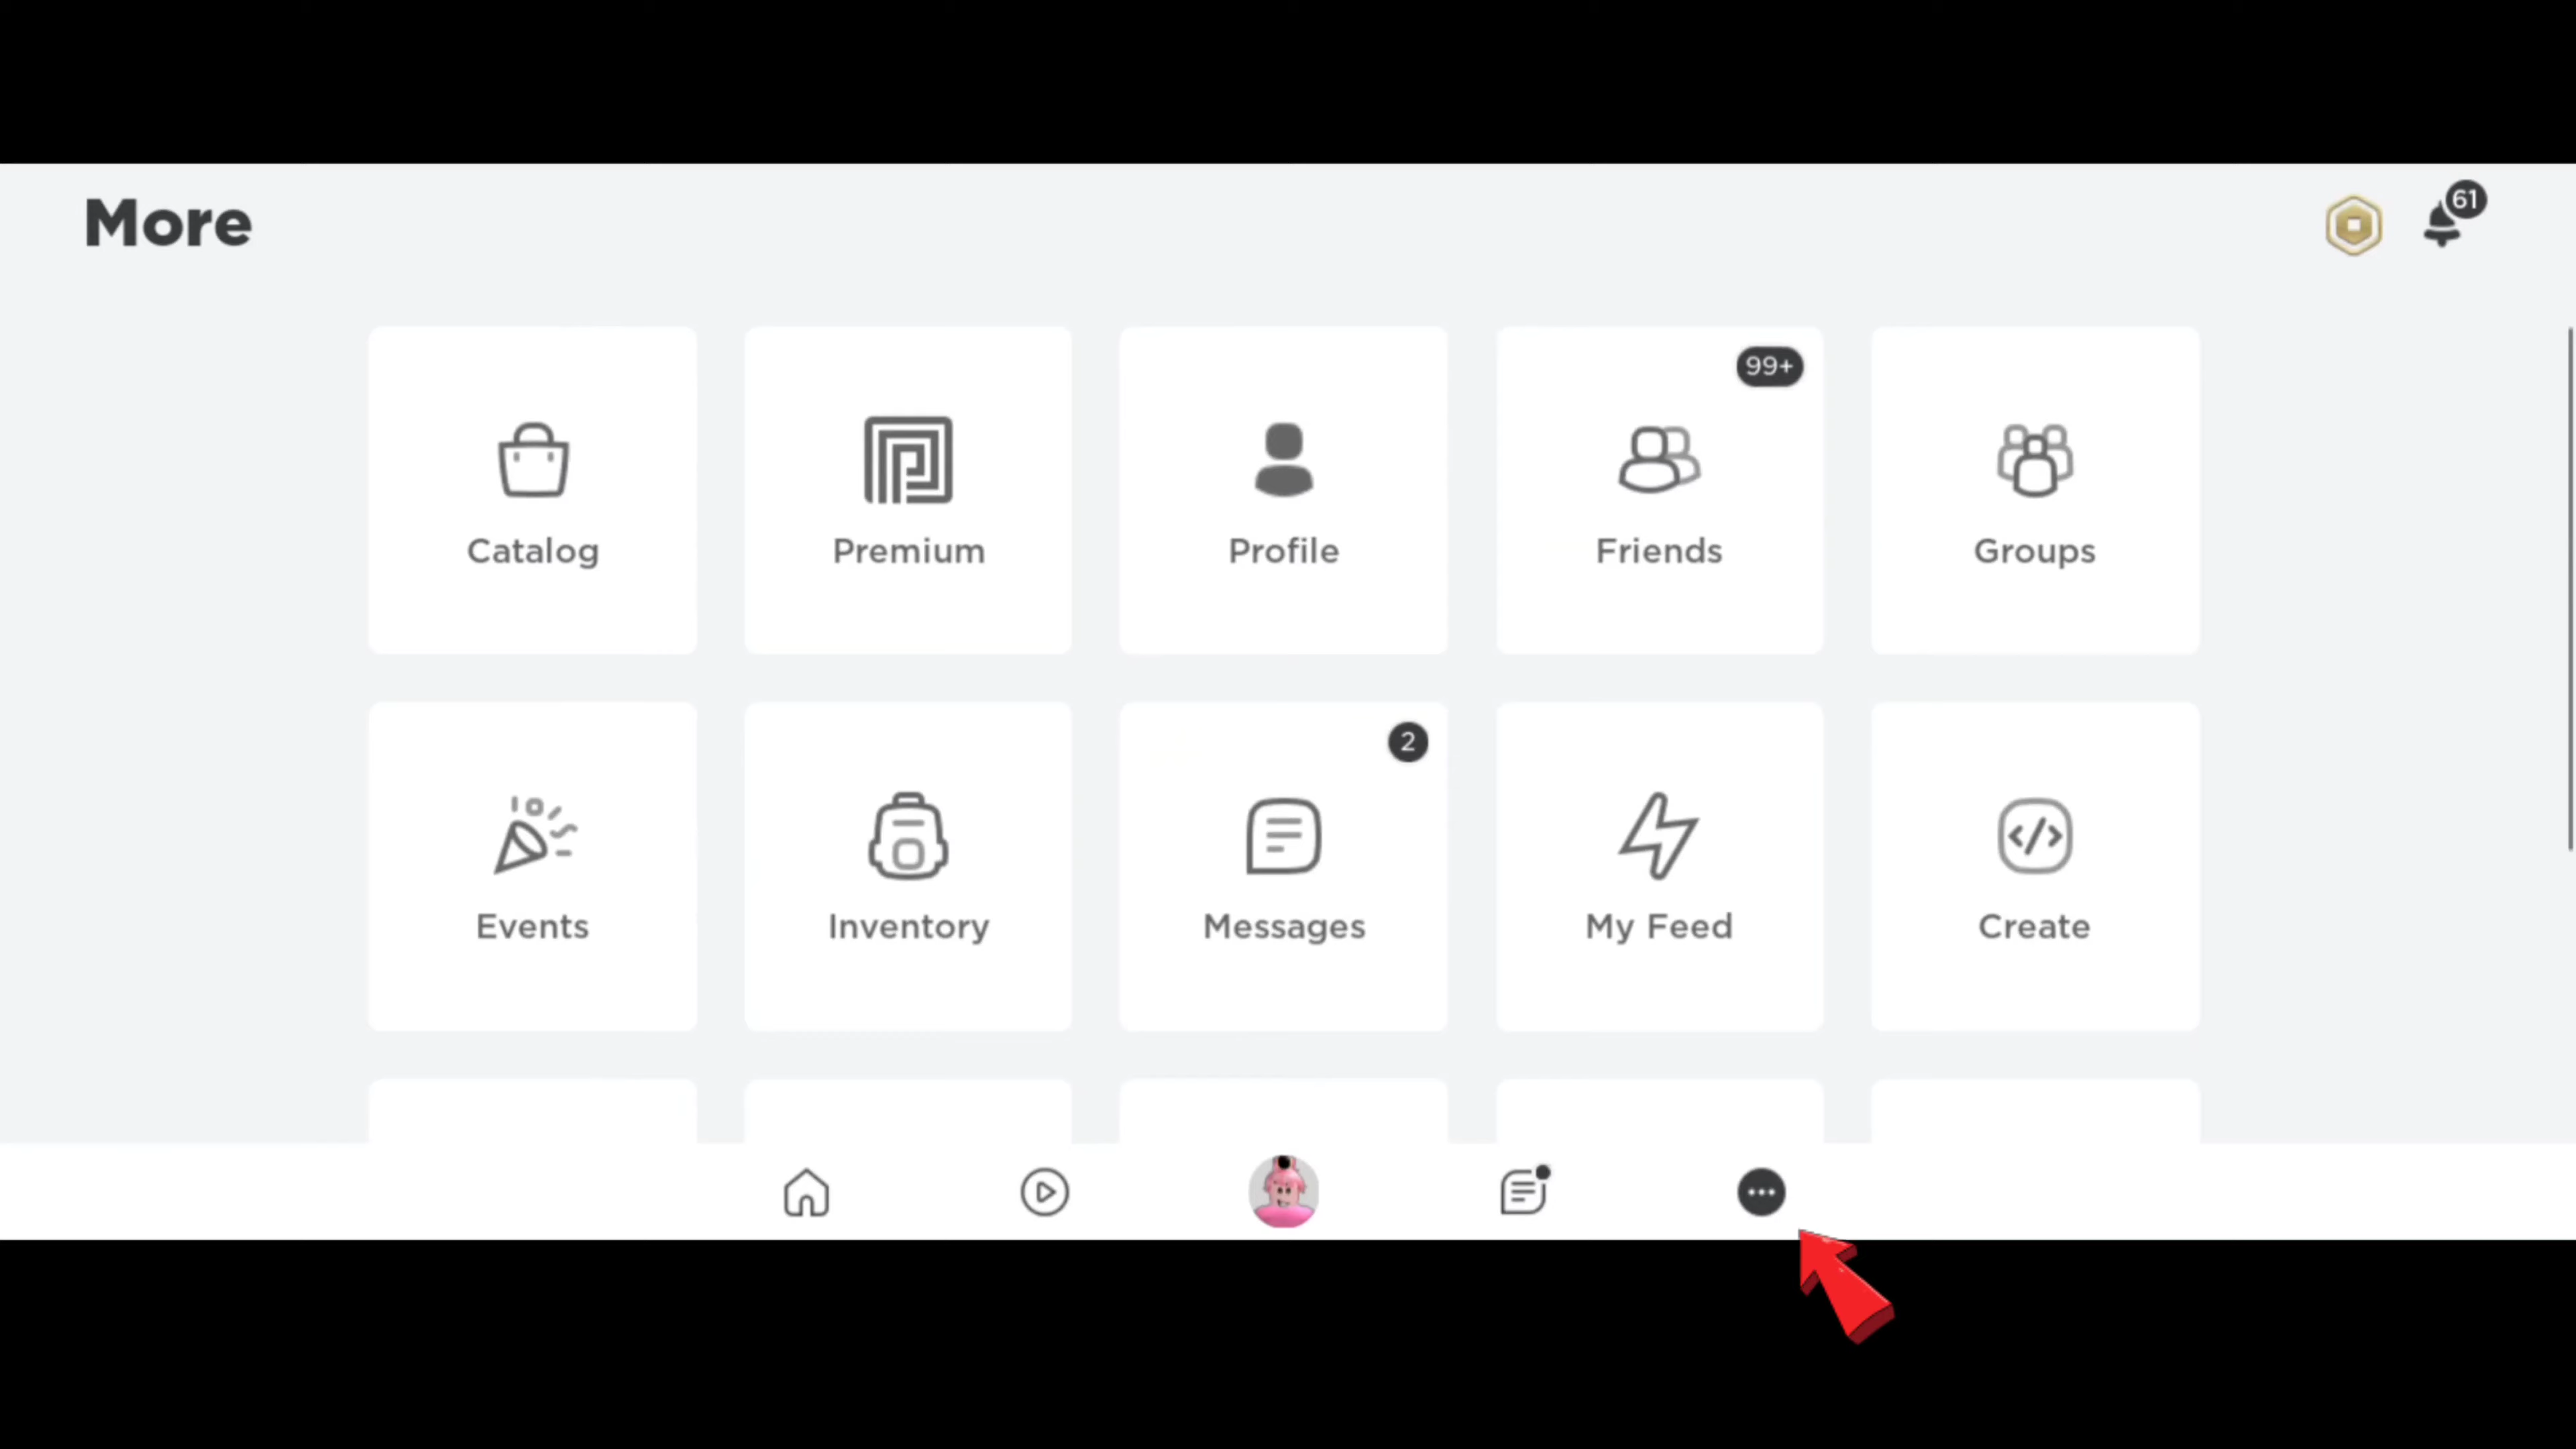 More
61
99+
Catalog
Premium
Profile
Friends
Groups
2
Events
Inventory
Messages
My Feed
Create